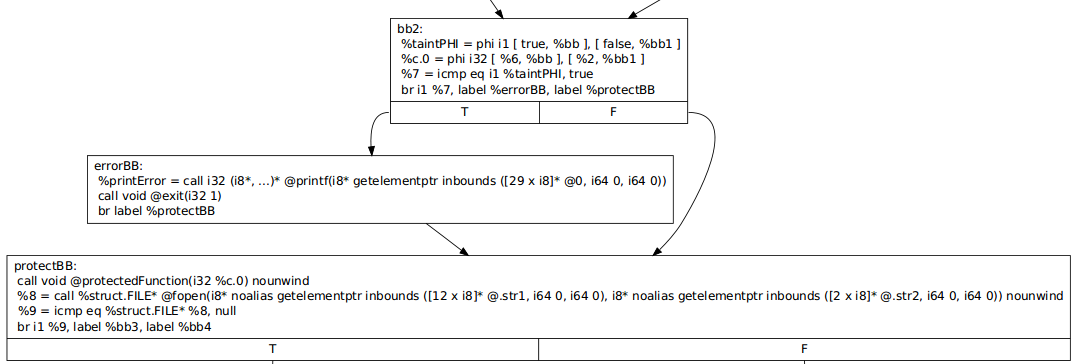 bb2:
%taintPHI = phi i1 [ true, %bb ], [ false, %bb1 ]
%c.0 = phi i32 [ %6, %bb ], [ %2, %bb1 ]
%7 = icmp eq i1 %taintPHI, true
br i1 %7, label %errorBB, label %protectBB
T F
errorBB:
%printError = call i32 (i8*, ...)* @printf(i8* getelementptr inbounds ([29 x i8]* @0, i64 0, i64 0))
call void @exit(i32 1)
br label %protectBB
protectBB:
call void @protectedFunction(i32 %c.0) nounwind
%8 = call %struct.FILE* @fopen(i8* noalias getelementptr inbounds ([12 x i8]* @.str1, i64 0, i64 0), i8* noalias getelementptr inbounds ([2 x i8]* @.str2, i64 0, i64 0)) nounwind
%9 = icmp eq %struct.FILE* %8, null
br i1 %9, label %bb3, label %bb4
T F